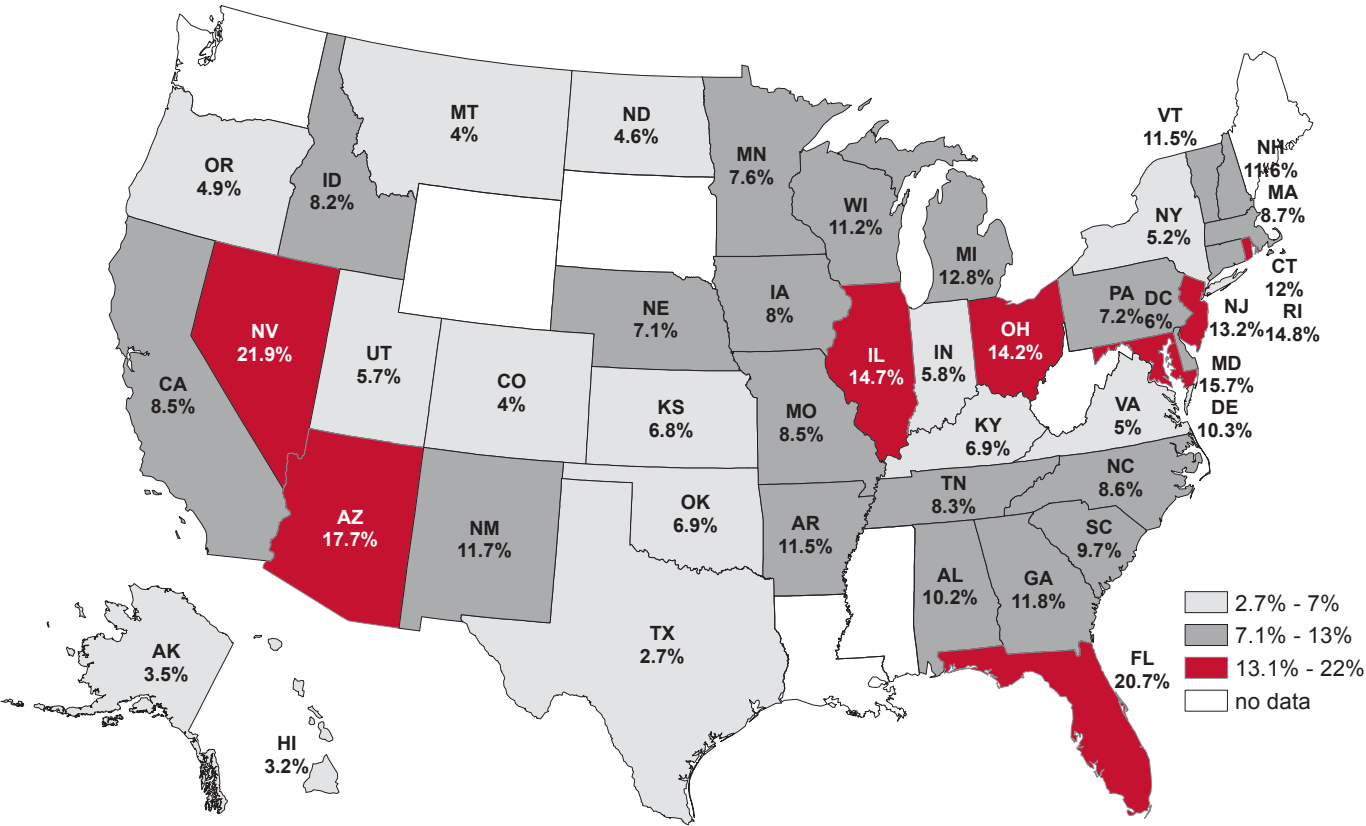 MT
4%
ND
4.6%
MN
7.6%
VT
11.5%
NH
11.6%
MA
8.7%
OR
4.9%
ID
8.2%
WI
11.2%
MI
12.8%
NY
5.2%
CT
12%
NV
21.9%
UT
5.7%
CO
4%
NE
7.1%
IA
8%
IL
14.7%
IN
5.8%
OH
14.2%
PA
7.2%
DC
6%
NJ
13.2%
RI
14.8%
CA
8.5%
KS
6.8%
MO
8.5%
KY
6.9%
VA
5%
MD
15.7%
DE
10.3%
AZ
17.7%
NM
11.7%
OK
6.9%
AR
11.5%
TN
8.3%
NC
8.6%
SC
9.7%
AL
10.2%
GA
11.8%
TX
2.7%
FL
20.7%
AK
3.5%
HI
3.2%
2.7% - 7%
7.1% - 13%
13.1% - 22%
no data